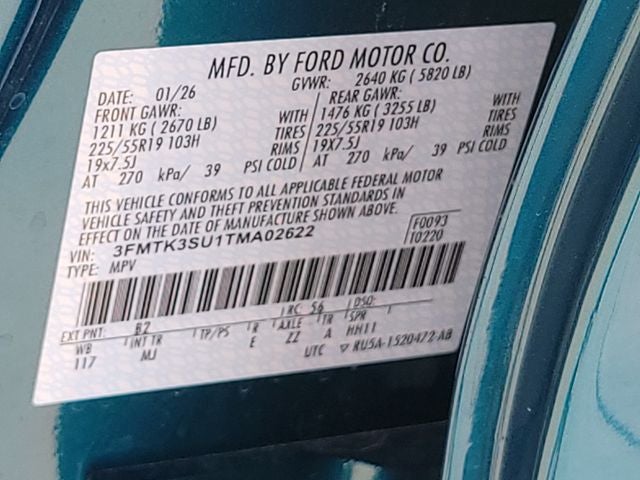 MFD. BY FORD MOTOR CO.
DATE: 01/26 GVWR: 2640 KG ( 5820 LB)
FRONT GAWR: REAR GAWR:
1211 KG ( 2670 LB) WITH 1476 KG ( 3255 LB) WITH
225/55R19 103H TIRES 225/55R19 103H TIRES
19x7.5J RIMS 19X7.5J RIMS
AT 270 kPa/ 39 PSI COLD AT 270 kPa/ 39 PSI COLD
THIS VEHICLE CONFORMS TO ALL APPLICABLE FEDERAL MOTOR
VEHICLE SAFETY AND THEFT PREVENTION STANDARDS IN
EFFECT ON THE DATE OF MANUFACTURE SHOWN ABOVE.
VIN: 3FMTK3SU1TMA02622 F0093
TYPE: MPV T0220
EXT PNT: B2 RC: 56 DSO:
WB INT TR TP/PS R AXLE TR SPR
117 MJ E ZZ A HH11
UTC ▽ RU5A-1520472-AB